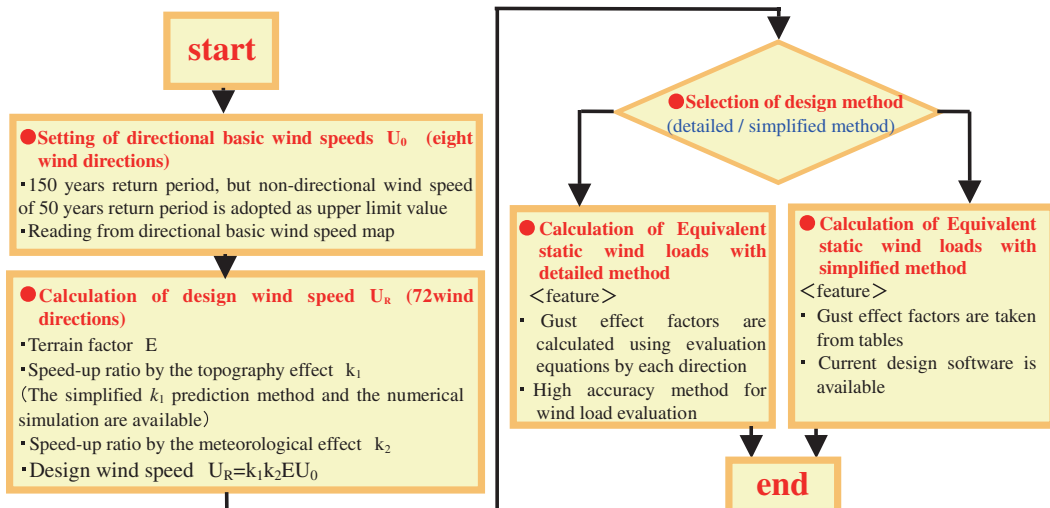 start
●Setting of directional basic wind speeds U₀ (eight
wind directions)
・150 years return period, but non-directional wind speed
of 50 years return period is adopted as upper limit value
・Reading from directional basic wind speed map
●Calculation of design wind speed U_R (72wind
directions)
・Terrain factor E
・Speed-up ratio by the topography effect k₁
(The simplified k₁ prediction method and the numerical
simulation are available)
・Speed-up ratio by the meteorological effect k₂
・Design wind speed U_R=k₁k₂EU₀
●Selection of design method
(detailed / simplified method)
● Calculation of Equivalent
static wind loads with
detailed method
<feature>
・ Gust effect factors are
calculated using evaluation
equations by each direction
・ High accuracy method for
wind load evaluation
● Calculation of Equivalent
static wind loads with
simplified method
<feature>
・ Gust effect factors are taken
from tables
・ Current design software is
available
end